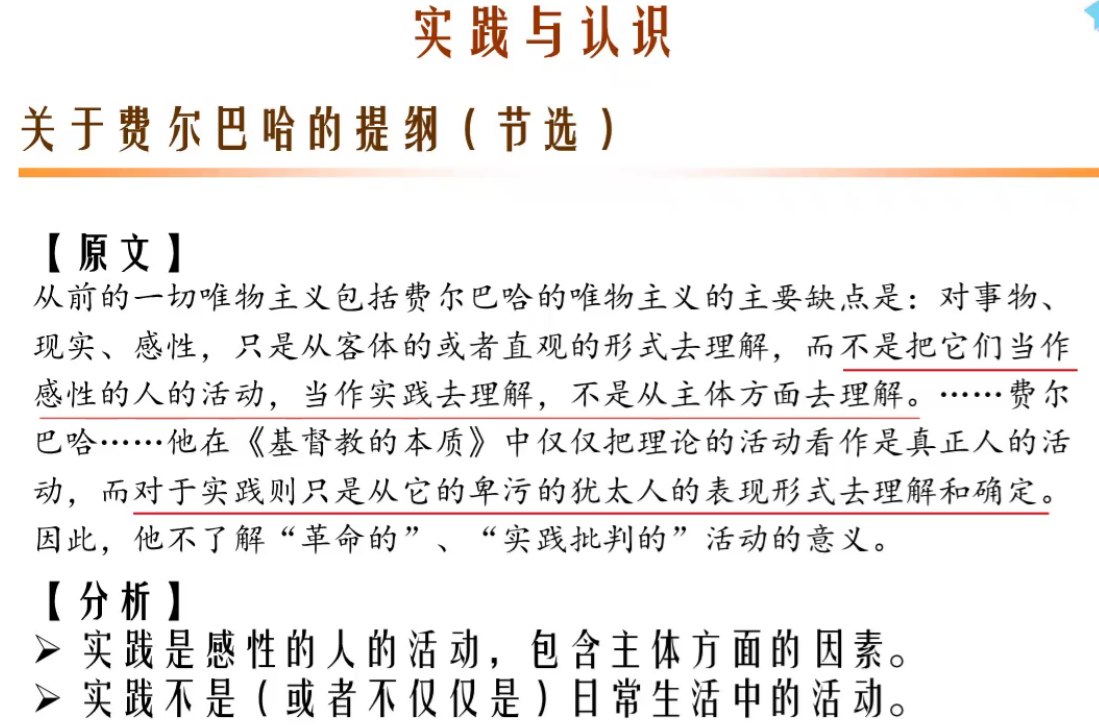 实践与认识
关于费尔巴哈的提纲（节选）
【原文】
从前的一切唯物主义包括费尔巴哈的唯物主义的主要缺点是：对事物、
现实、感性，只是从客体的或者直观的形式去理解，而不是把它们当作
感性的人的活动，当作实践去理解，不是从主体方面去理解。……费尔
巴哈……他在《基督教的本质》中仅仅把理论的活动看作是真正人的活
动，而对于实践则只是从它的卑污的犹太人的表现形式去理解和确定。
因此，他不了解“革命的”、“实践批判的”活动的意义。
【分析】
➢ 实践是感性的人的活动，包含主体方面的因素。
➢ 实践不是（或者不仅仅是）日常生活中的活动。